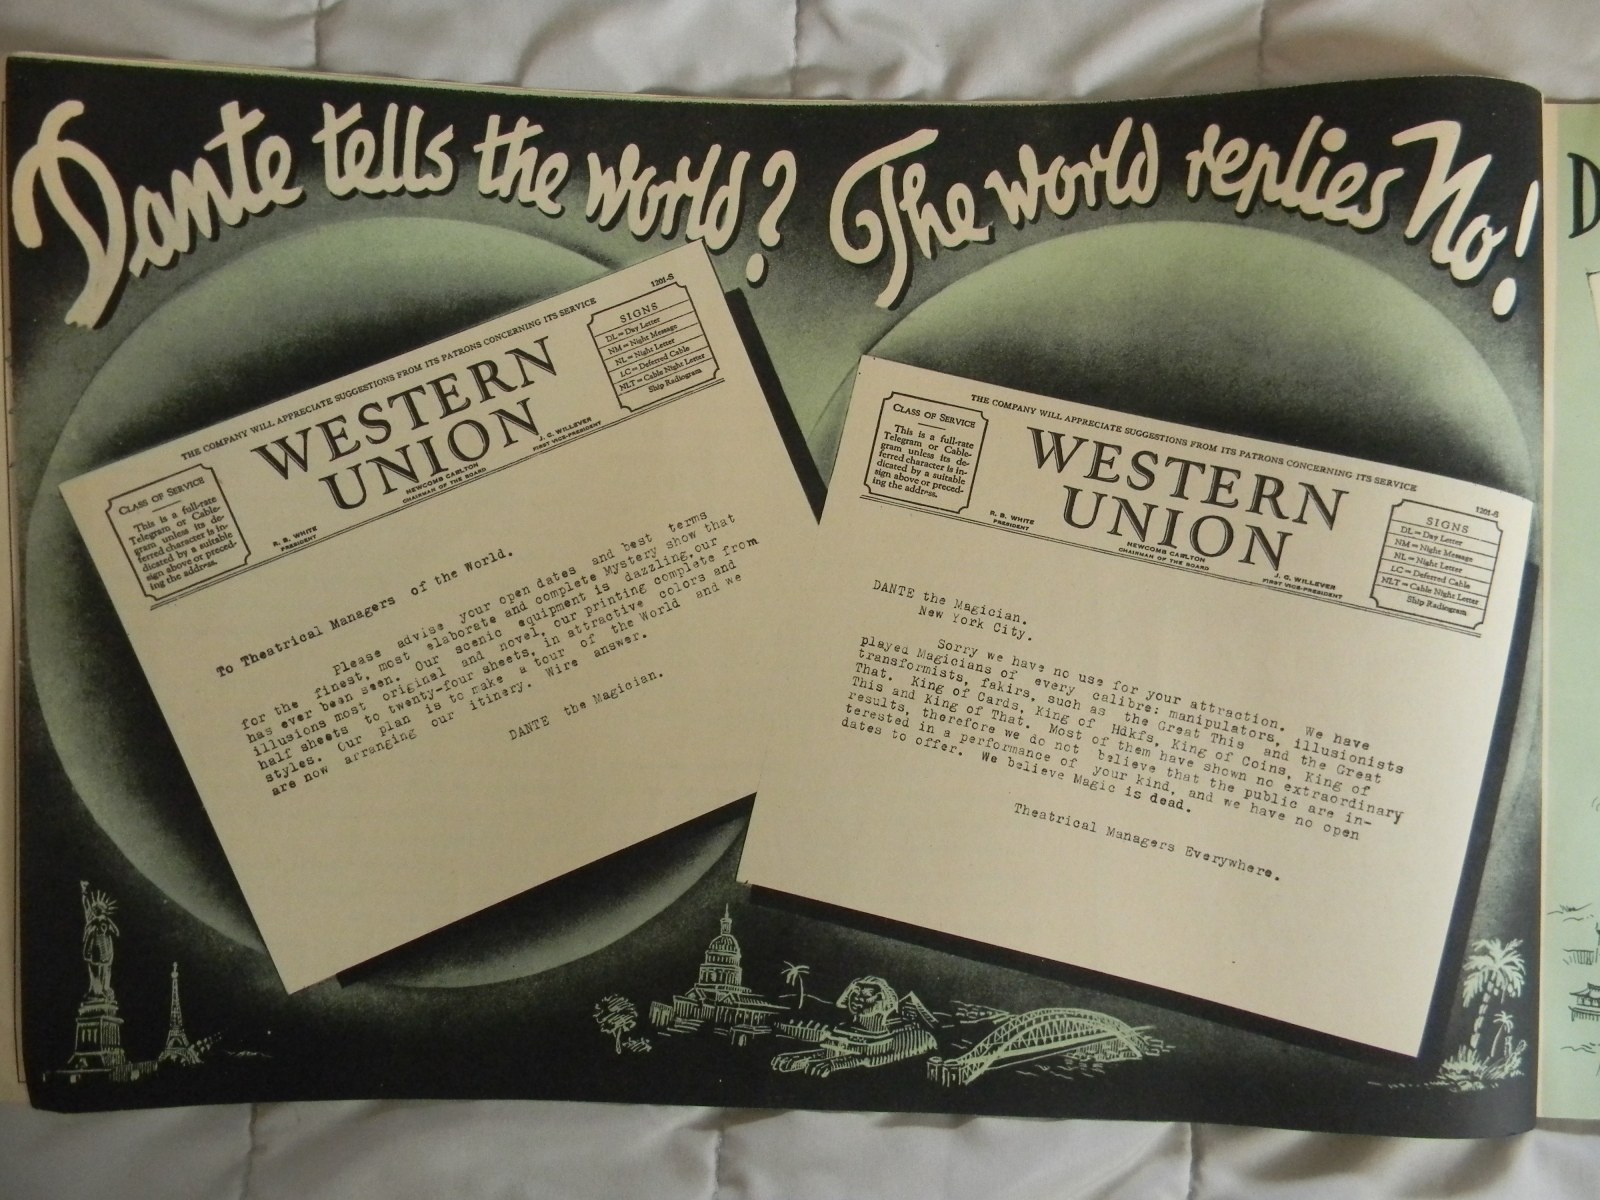 Dante tells the world? The world replies No!
THE COMPANY WILL APPRECIATE SUGGESTIONS FROM ITS PATRONS CONCERNING ITS SERVICE
1201-S
CLASS OF SERVICE
This is a full-rate
Telegram or Cable-
gram unless its de-
ferred character is in-
dicated by a suitable
sign above or preced-
ing the address.
WESTERN
UNION
SIGNS
DL = Day Letter
NM = Night Message
NL = Night Letter
LC = Deferred Cable
NLT = Cable Night Letter
Ship Radiogram
R. B. WHITE
PRESIDENT
NEWCOMB CARLTON
CHAIRMAN OF THE BOARD
J. C. WILLEVER
FIRST VICE-PRESIDENT
To Theatrical Managers of the World.
Please advise your open dates and best terms
for the finest, most elaborate and complete Mystery show that
has ever been seen. Our scenic equipment is dazzling, our
illusions most original and novel, our printing complete from
half sheets to twenty-four sheets, in attractive colors and
styles. Our plan is to make a tour of the World and we
are now arranging our itinery. Wire answer.
DANTE the Magician.
THE COMPANY WILL APPRECIATE SUGGESTIONS FROM ITS PATRONS CONCERNING ITS SERVICE
1201-S
CLASS OF SERVICE
This is a full-rate
Telegram or Cable-
gram unless its de-
ferred character is in-
dicated by a suitable
sign above or preced-
ing the address.
WESTERN
UNION
SIGNS
DL = Day Letter
NM = Night Message
NL = Night Letter
LC = Deferred Cable
NLT = Cable Night Letter
Ship Radiogram
R. B. WHITE
PRESIDENT
NEWCOMB CARLTON
CHAIRMAN OF THE BOARD
J. C. WILLEVER
FIRST VICE-PRESIDENT
DANTE the Magician.
New York City.
Sorry we have no use for your attraction. We have
played Magicians of every calibre: manipulators, illusionists
transformists, fakirs, such as the Great This and the Great
That. King of Cards, King of Hdkfs, King of Coins, King of
This and King of That. Most of them have shown no extraordinary
results, therefore we do not believe that the public are in-
terested in a performance of your kind, and we have no open
dates to offer. We believe Magic is dead.
Theatrical Managers Everywhere.
D